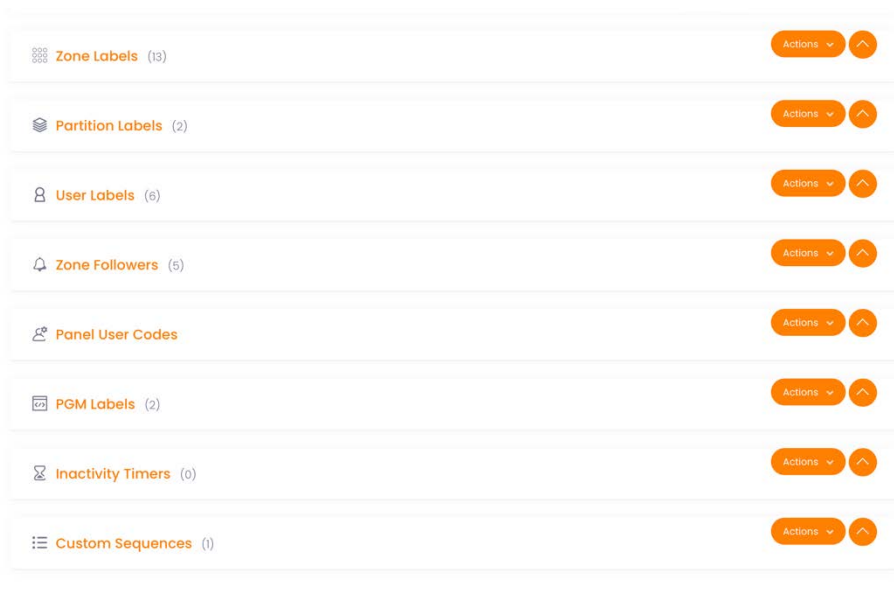 Zone Labels (13) Actions
Partition Labels (2) Actions
User Labels (6) Actions
Zone Followers (5) Actions
Panel User Codes Actions
PGM Labels (2) Actions
Inactivity Timers (0) Actions
Custom Sequences (1) Actions